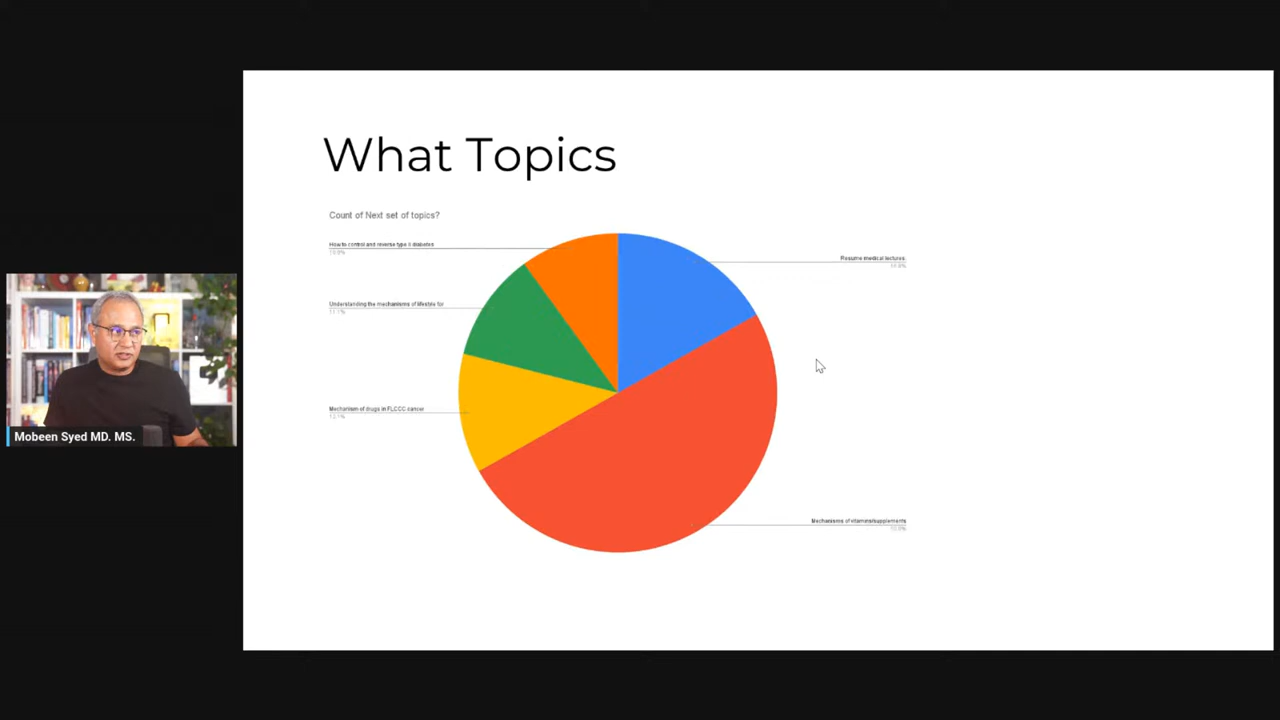 What Topics
Count of Next set of topics?
How to control and reverse type II diabetes
Resume medical lectures.
Understanding the mechanisms of lifestyle for
Mechanism of drugs in FLCCC cancer
Mechanisms of vitamins/supplements
Mobeen Syed MD. MS.